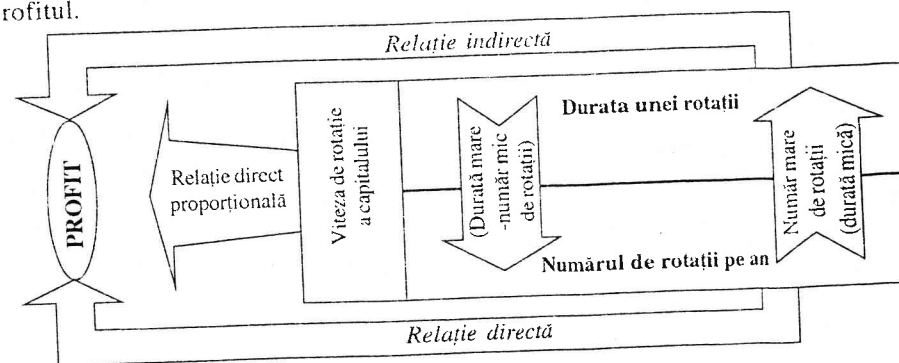 rofitul.
Relație indirectă
PROFIT
Relație direct
proporțională
Viteza de rotație
a capitalului
(Durată mare
-număr mic
de rotații)
Durata unei rotații
Număr mare
de rotații
(durată mică)
Numărul de rotații pe an
Relație directă